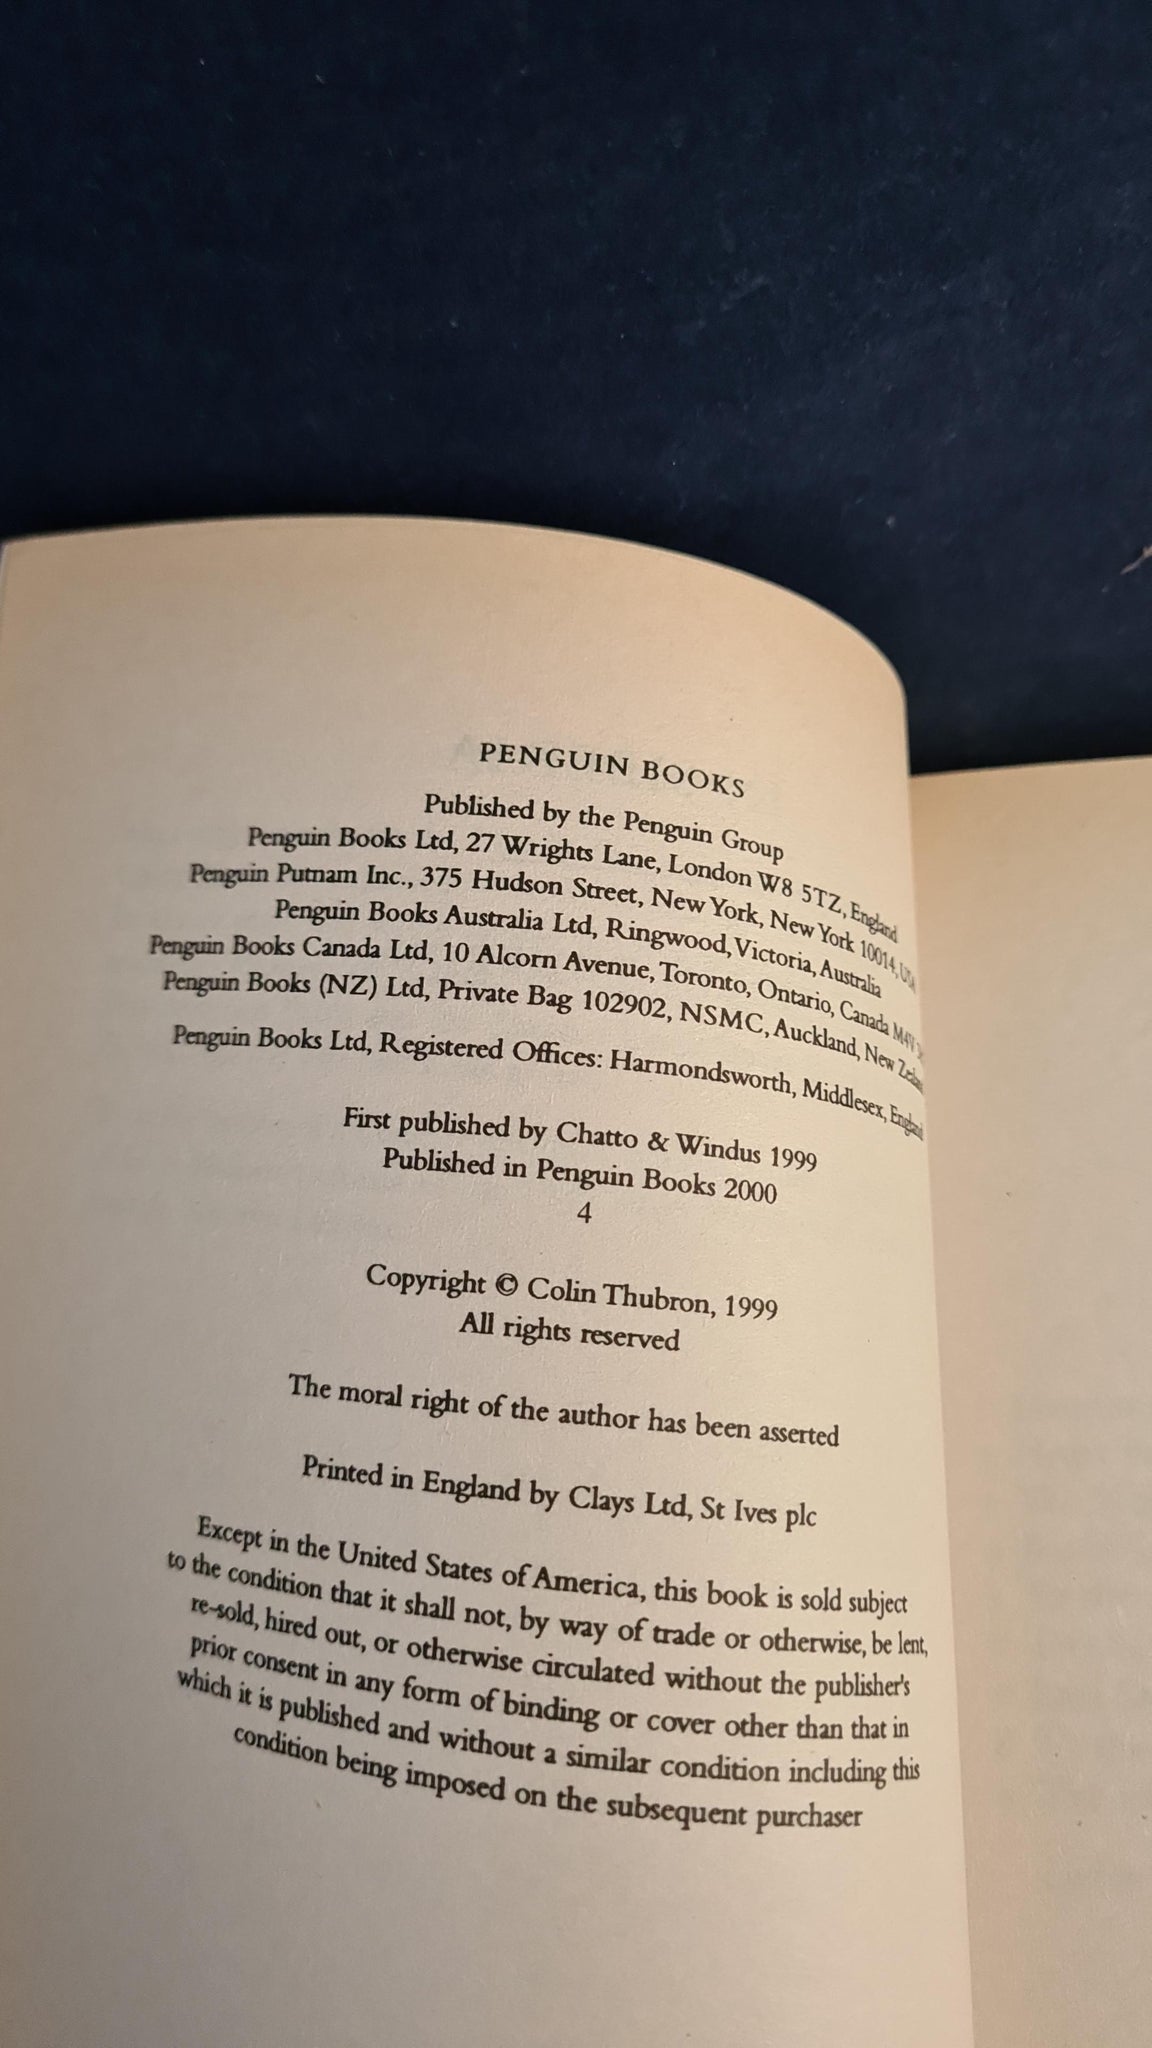 PENGUIN BOOKS
Published by the Penguin Group
Penguin Books Ltd, 27 Wrights Lane, London W8 5TZ, England
Penguin Putnam Inc., 375 Hudson Street, New York, New York 10014, USA
Penguin Books Australia Ltd, Ringwood, Victoria, Australia
Penguin Books Canada Ltd, 10 Alcorn Avenue, Toronto, Ontario, Canada M4V
Penguin Books (NZ) Ltd, Private Bag 102902, NSMC, Auckland, New Zealand
Penguin Books Ltd, Registered Offices: Harmondsworth, Middlesex, England
First published by Chatto & Windus 1999
Published in Penguin Books 2000
4
Copyright © Colin Thubron, 1999
All rights reserved
The moral right of the author has been asserted
Printed in England by Clays Ltd, St Ives plc
Except in the United States of America, this book is sold subject
to the condition that it shall not, by way of trade or otherwise, be lent,
re-sold, hired out, or otherwise circulated without the publisher's
prior consent in any form of binding or cover other than that in
which it is published and without a similar condition including this
condition being imposed on the subsequent purchaser